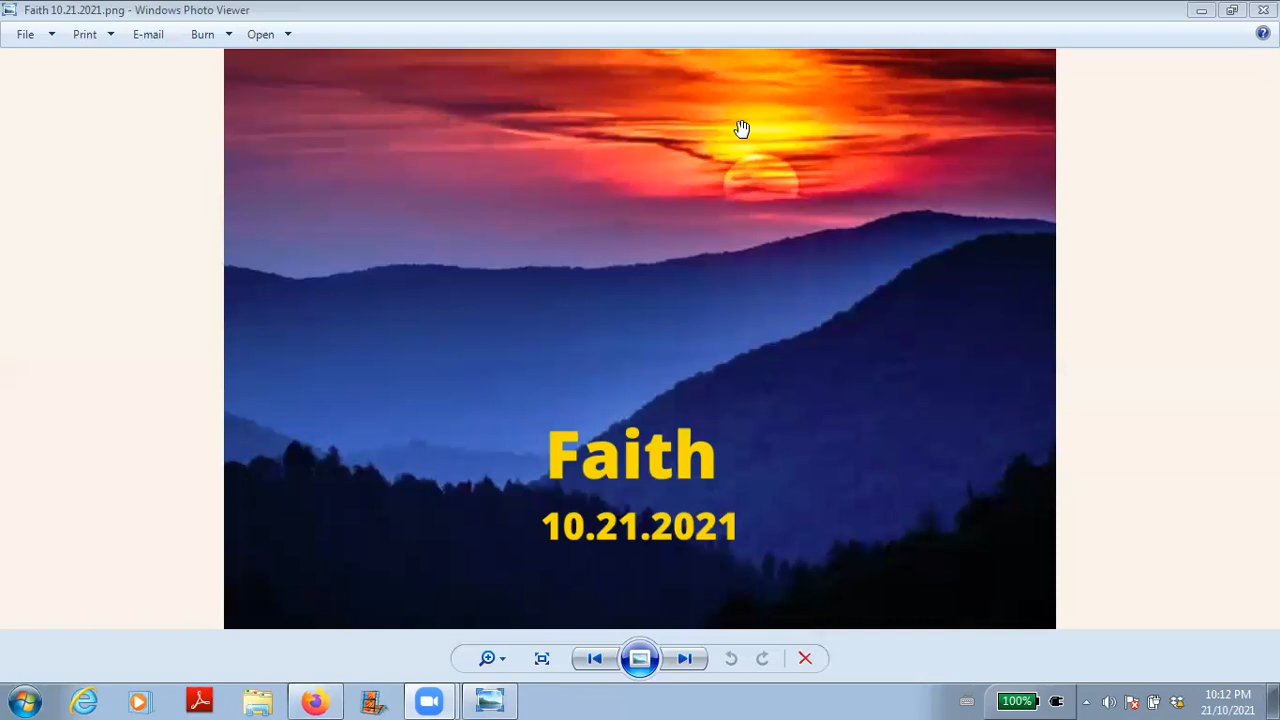 Faith 10.21.2021.png - Windows Photo Viewer
File Print E-mail Burn Open
Faith
10.21.2021
100%
10:12 PM
21/10/2021